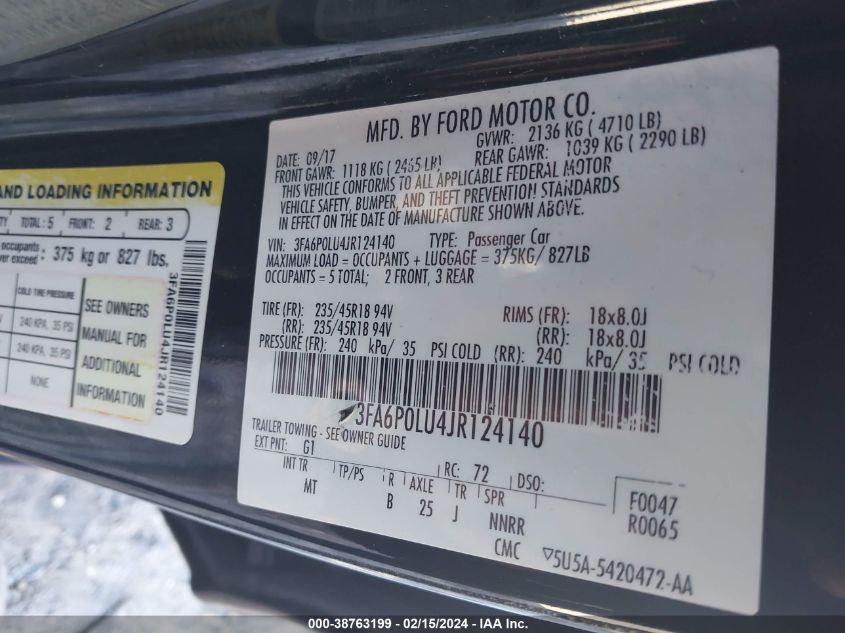 AND LOADING INFORMATION
TOTAL: 5 FRONT: 2 REAR: 3
occupants
exceed: 375 kg or 827 lbs.
COLD TIRE PRESSURE
240 KPA, 35 PSI
240 KPA, 35 PSI
NONE
SEE OWNERS
MANUAL FOR
ADDITIONAL
INFORMATION
3FA6P0LU4JR124140
MFD. BY FORD MOTOR CO.
DATE: 09/17 GVWR: 2136 KG ( 4710 LB)
FRONT GAWR: 1118 KG ( 2465 LB) REAR GAWR: 1039 KG ( 2290 LB)
THIS VEHICLE CONFORMS TO ALL APPLICABLE FEDERAL MOTOR
VEHICLE SAFETY, BUMPER, AND THEFT PREVENTION STANDARDS
IN EFFECT ON THE DATE OF MANUFACTURE SHOWN ABOVE.
VIN: 3FA6P0LU4JR124140 TYPE: Passenger Car
MAXIMUM LOAD = OCCUPANTS + LUGGAGE = 375KG/ 827LB
OCCUPANTS = 5 TOTAL; 2 FRONT, 3 REAR
TIRE (FR): 235/45R18 94V RIMS (FR): 18x8.0J
(RR): 235/45R18 94V (RR): 18x8.0J
PRESSURE (FR): 240 kPa/ 35 PSI COLD (RR): 240 kPa/ 35 PSI COLD
3FA6P0LU4JR124140
TRAILER TOWING - SEE OWNER GUIDE
EXT PNT: G1 RC: 72 DSO:
INT TR TP/PS R AXLE TR SPR F0047
MT B 25 J NNRR R0065
CMC 5U5A-5420472-AA
000-38763199 - 02/15/2024 - IAA, Inc.